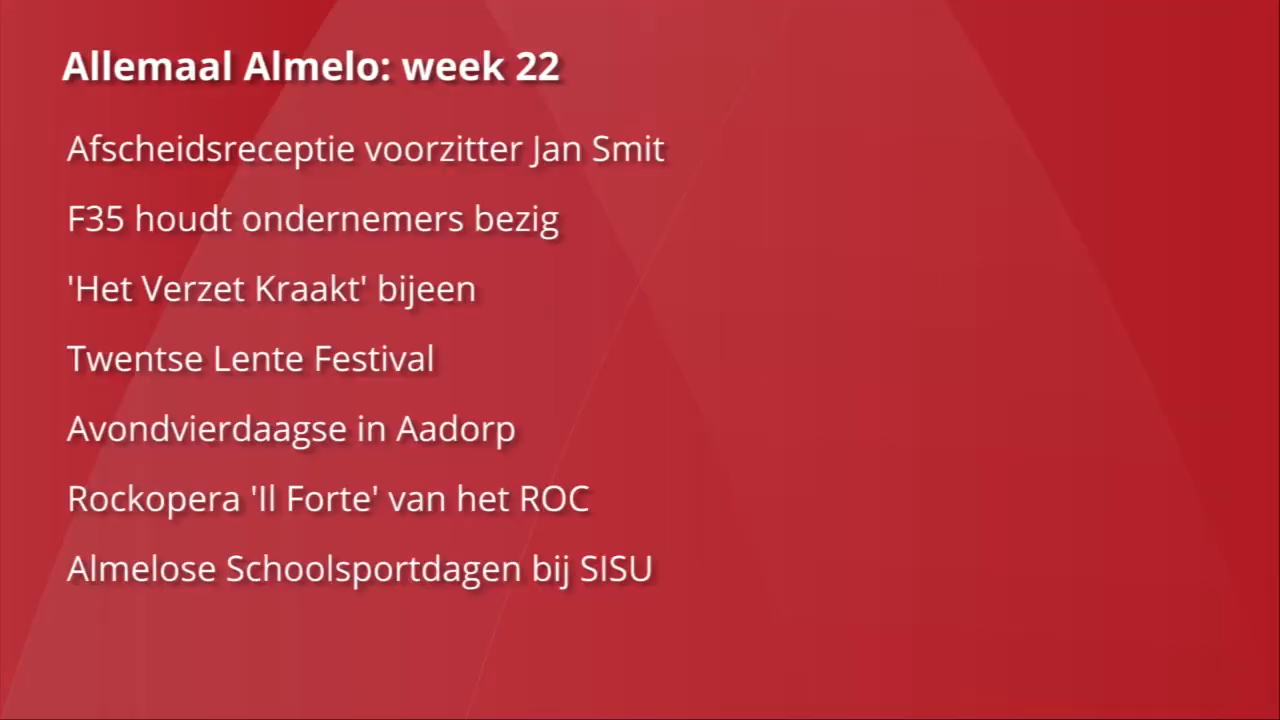 Allemaal Almelo: week 22
Afscheidsreceptie voorzitter Jan Smit
F35 houdt ondernemers bezig
'Het Verzet Kraakt' bijeen
Twentse Lente Festival
Avondvierdaagse in Aadorp
Rockopera 'Il Forte' van het ROC
Almelose Schoolsportdagen bij SISU